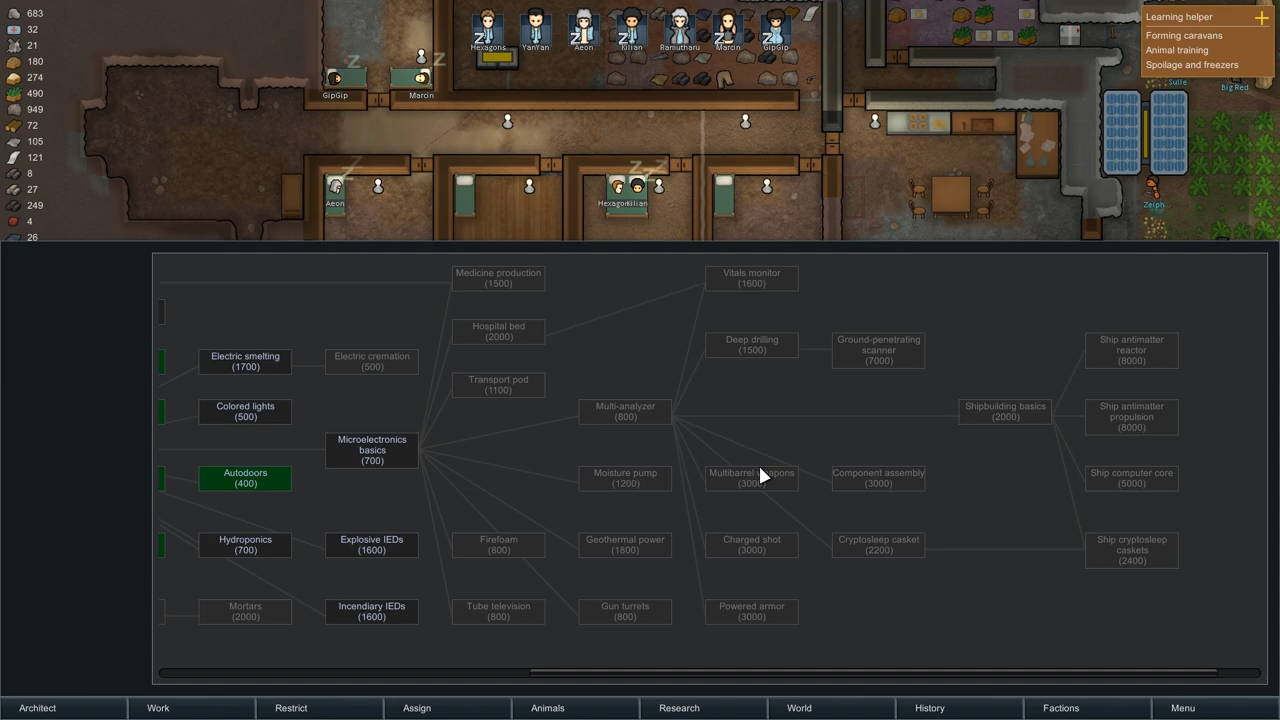 683
32
21
180
274
490
949
72
105
121
8
27
249
4
26
Hexagons
YanYan
Aeon
Kilian
Ramutharu
Marcin
GipGip
Learning helper
Forming caravans
Animal training
Spoilage and freezers
GipGip
Marcin
Big Red
Aeon
Kilian
Medicine production
(1500)
Vitals monitor
(1600)
Hospital bed
(2000)
Deep drilling
(1500)
Ground-penetrating
scanner
(7000)
Ship antimatter
reactor
(8000)
Electric smelting
(1700)
Electric cremation
(500)
Transport pod
(1100)
Colored lights
(500)
Multi-analyzer
(800)
Shipbuilding basics
(2000)
Ship antimatter
propulsion
(8000)
Microelectronics
basics
(700)
Autodoors
(400)
Moisture pump
(1200)
Multibarrel
Component assembly
(3000)
Ship computer core
(5000)
Hydroponics
(700)
Explosive IEDs
(1600)
Firefoam
(800)
Geothermal power
(1800)
Charged shot
(3000)
Cryptosleep casket
(2200)
Ship cryptosleep
caskets
(2400)
Mortars
(2000)
Incendiary IEDs
(1600)
Tube television
(800)
Gun turrets
(800)
Powered armor
(3000)
Architect
Work
Restrict
Assign
Animals
Research
World
History
Factions
Menu